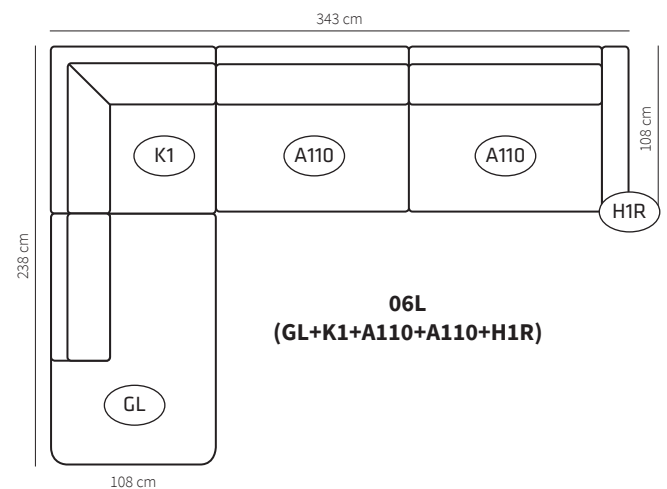 343 cm
K1
A110
A110
108 cm
H1R
238 cm
06L
(GL+K1+A110+A110+H1R)
GL
108 cm